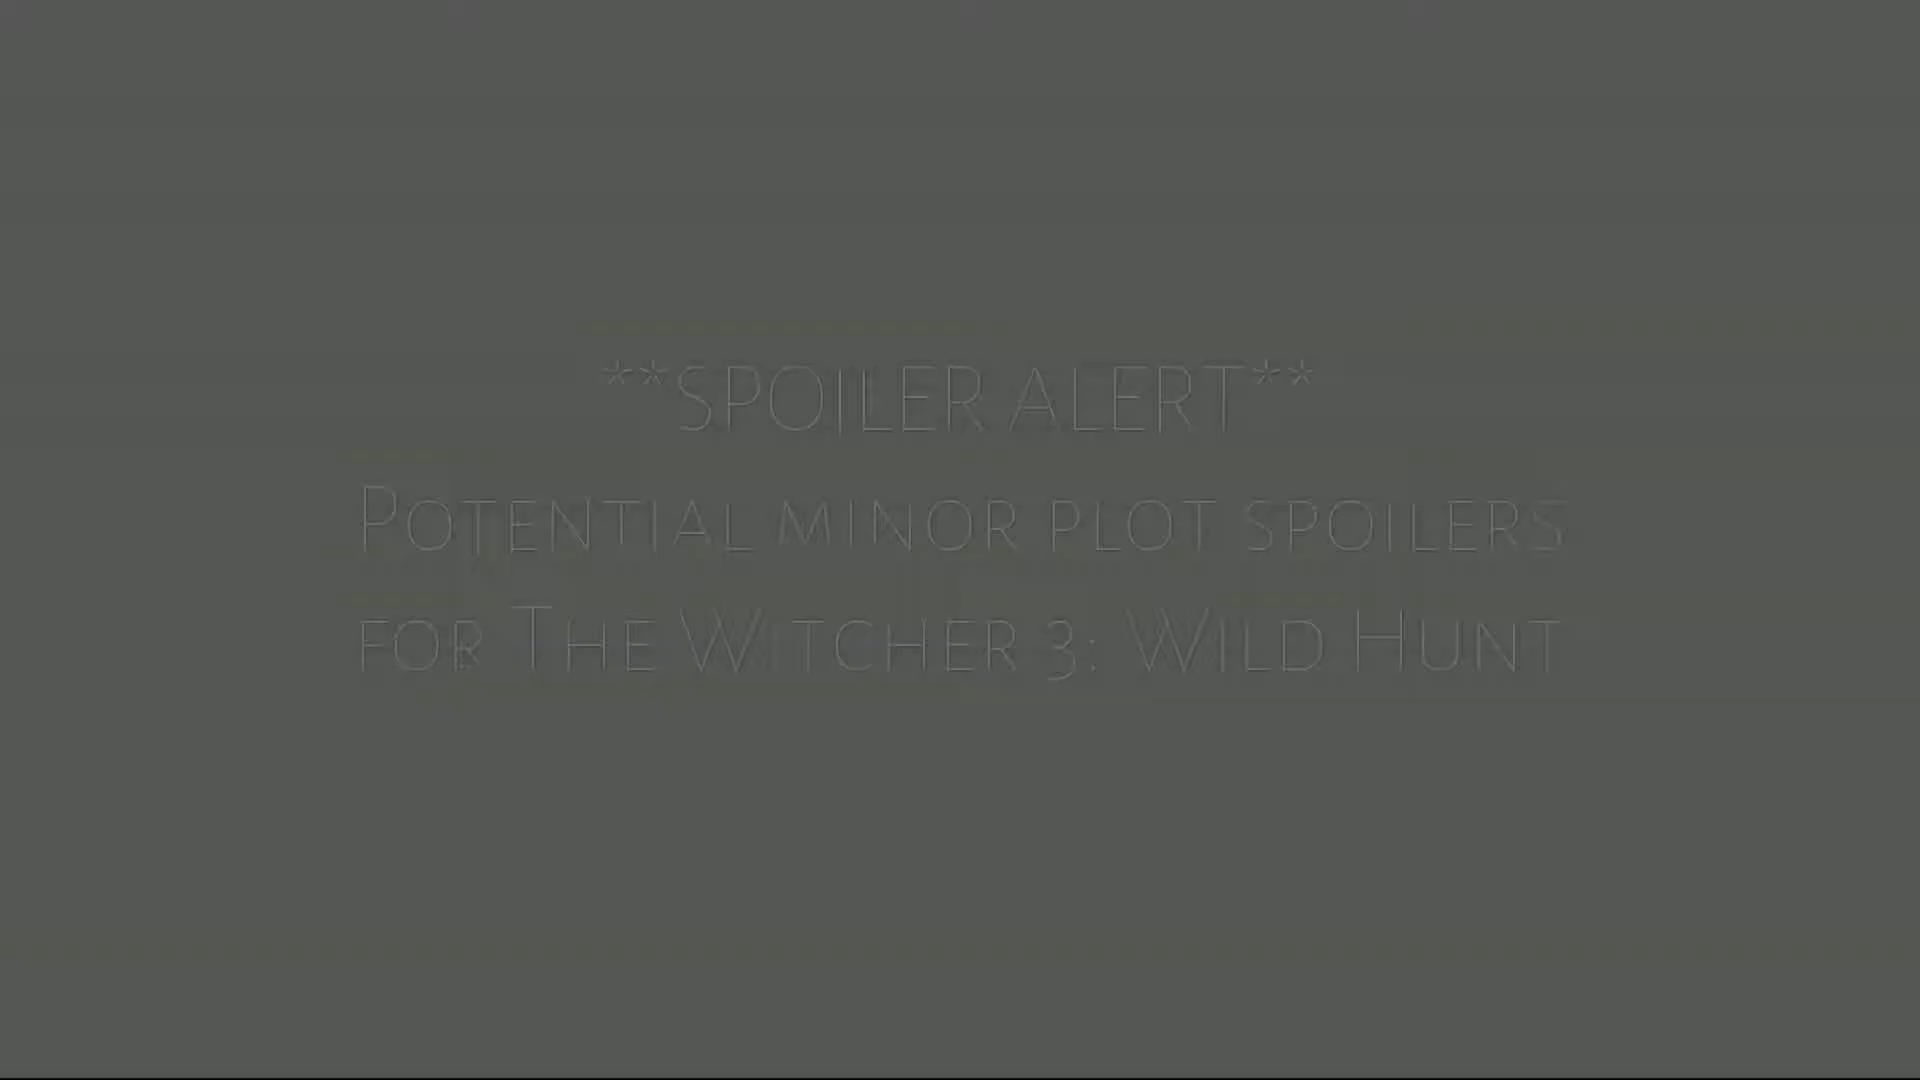 **SPOILER ALERT**
Potential minor plot spoilers
for The Witcher 3: Wild Hunt